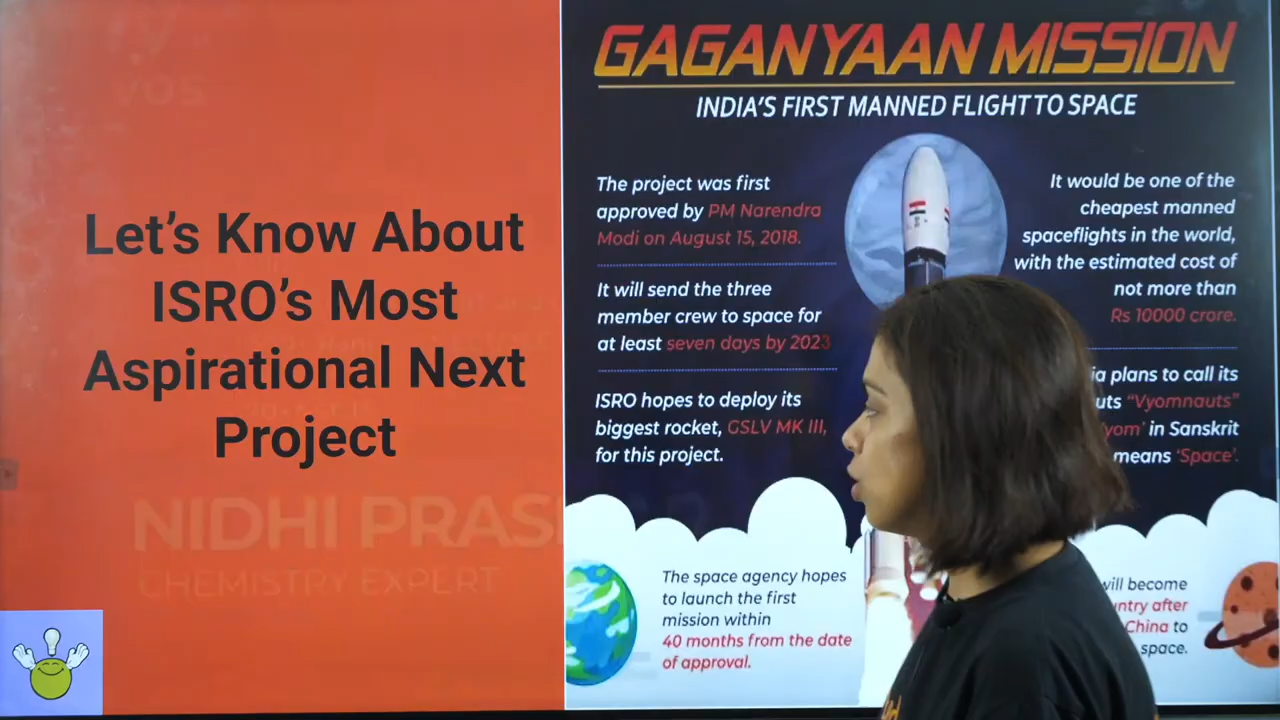 Let's Know About
ISRO's Most
Aspirational Next
Project
NIDHI PRAS
CHEMISTRY EXPERT
VOS
GAGANYAAN MISSION
INDIA'S FIRST MANNED FLIGHT TO SPACE
The project was first
approved by PM Narendra
Modi on August 15, 2018.
It will send the three
member crew to space for
at least seven days by 2023
ISRO hopes to deploy its
biggest rocket, GSLV MK III,
for this project.
It would be one of the
cheapest manned
spaceflights in the world,
with the estimated cost of
not more than
Rs 10000 crore.
plans to call its
"Vyomnauts"
in Sanskrit
means 'Space'.
The space agency hopes
to launch the first
mission within
40 months from the date
of approval.
will become
after
China to
space.